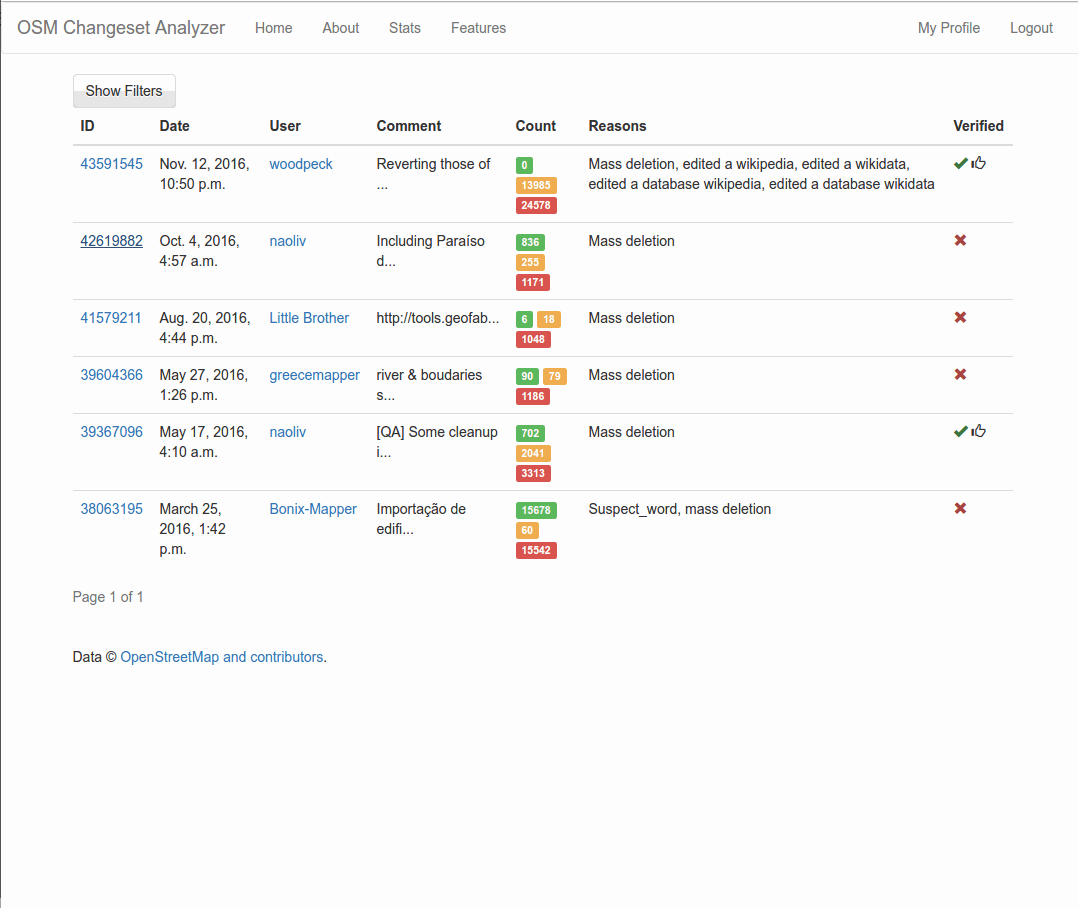 OSM Changeset Analyzer Home About Stats Features My Profile Logout
Show Filters
ID Date User Comment Count Reasons Verified
43591545 Nov. 12, 2016, woodpeck Reverting those of 0 Mass deletion, edited a wikipedia, edited a wikidata,
10:50 p.m. ... 13985 edited a database wikipedia, edited a database wikidata
24578
42619882 Oct. 4, 2016, naoliv Including Paraíso 836 Mass deletion
4:57 a.m. d... 255
1171
41579211 Aug. 20, 2016, Little Brother http://tools.geofab... 6 18 Mass deletion
4:44 p.m. 1048
39604366 May 27, 2016, greecemapper river & boudaries 90 79 Mass deletion
1:26 p.m. s... 1186
39367096 May 17, 2016, naoliv [QA] Some cleanup 702 Mass deletion
4:10 a.m. i... 2041
3313
38063195 March 25, Bonix-Mapper Importação de 15678 Suspect_word, mass deletion
2016, 1:42 edifi... 60
p.m. 15542
Page 1 of 1
Data © OpenStreetMap and contributors.